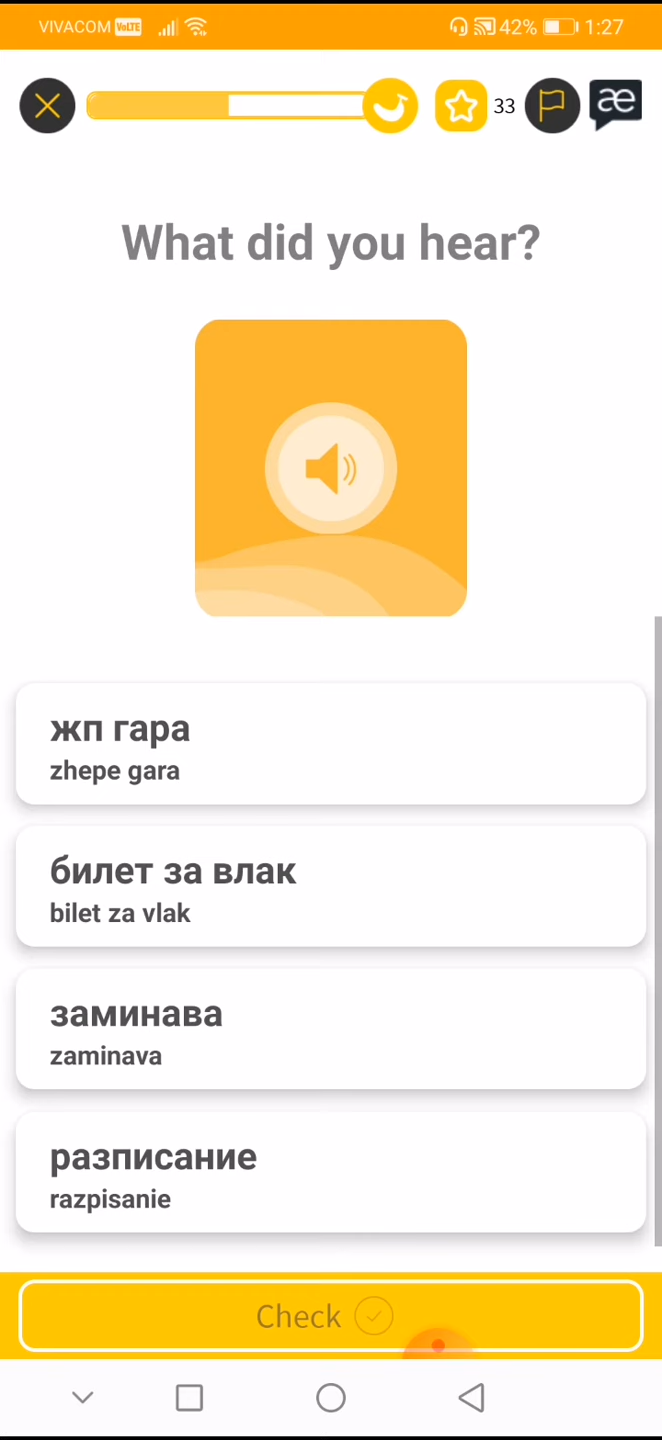 VIVACOM VoLTE 42% 1:27
33 æ
What did you hear?
жп гара
zhepe gara
билет за влак
bilet za vlak
заминава
zaminava
разписание
razpisanie
Check